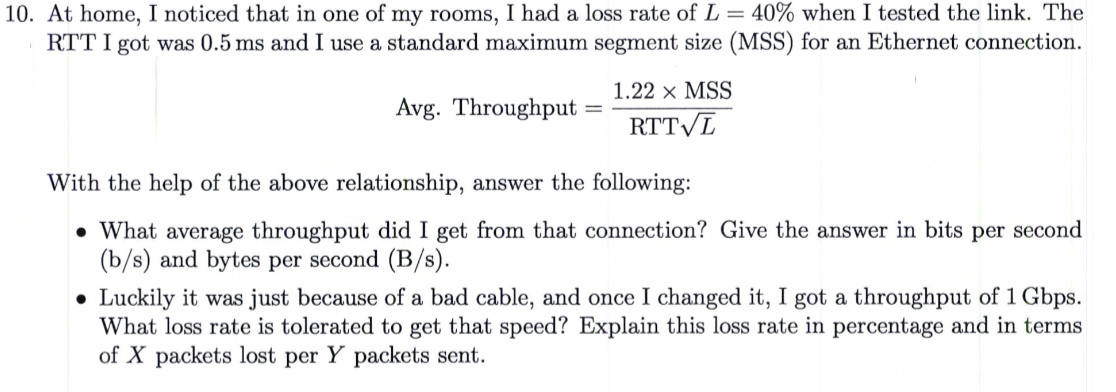 10. At home, I noticed that in one of my rooms, I had a loss rate of L = 40% when I tested the link. The
RTT I got was 0.5 ms and I use a standard maximum segment size (MSS) for an Ethernet connection.
Avg. Throughput = \frac{1.22 × MSS}{RTT√L}
With the help of the above relationship, answer the following:
• What average throughput did I get from that connection? Give the answer in bits per second
(b/s) and bytes per second (B/s).
• Luckily it was just because of a bad cable, and once I changed it, I got a throughput of 1 Gbps.
What loss rate is tolerated to get that speed? Explain this loss rate in percentage and in terms
of X packets lost per Y packets sent.